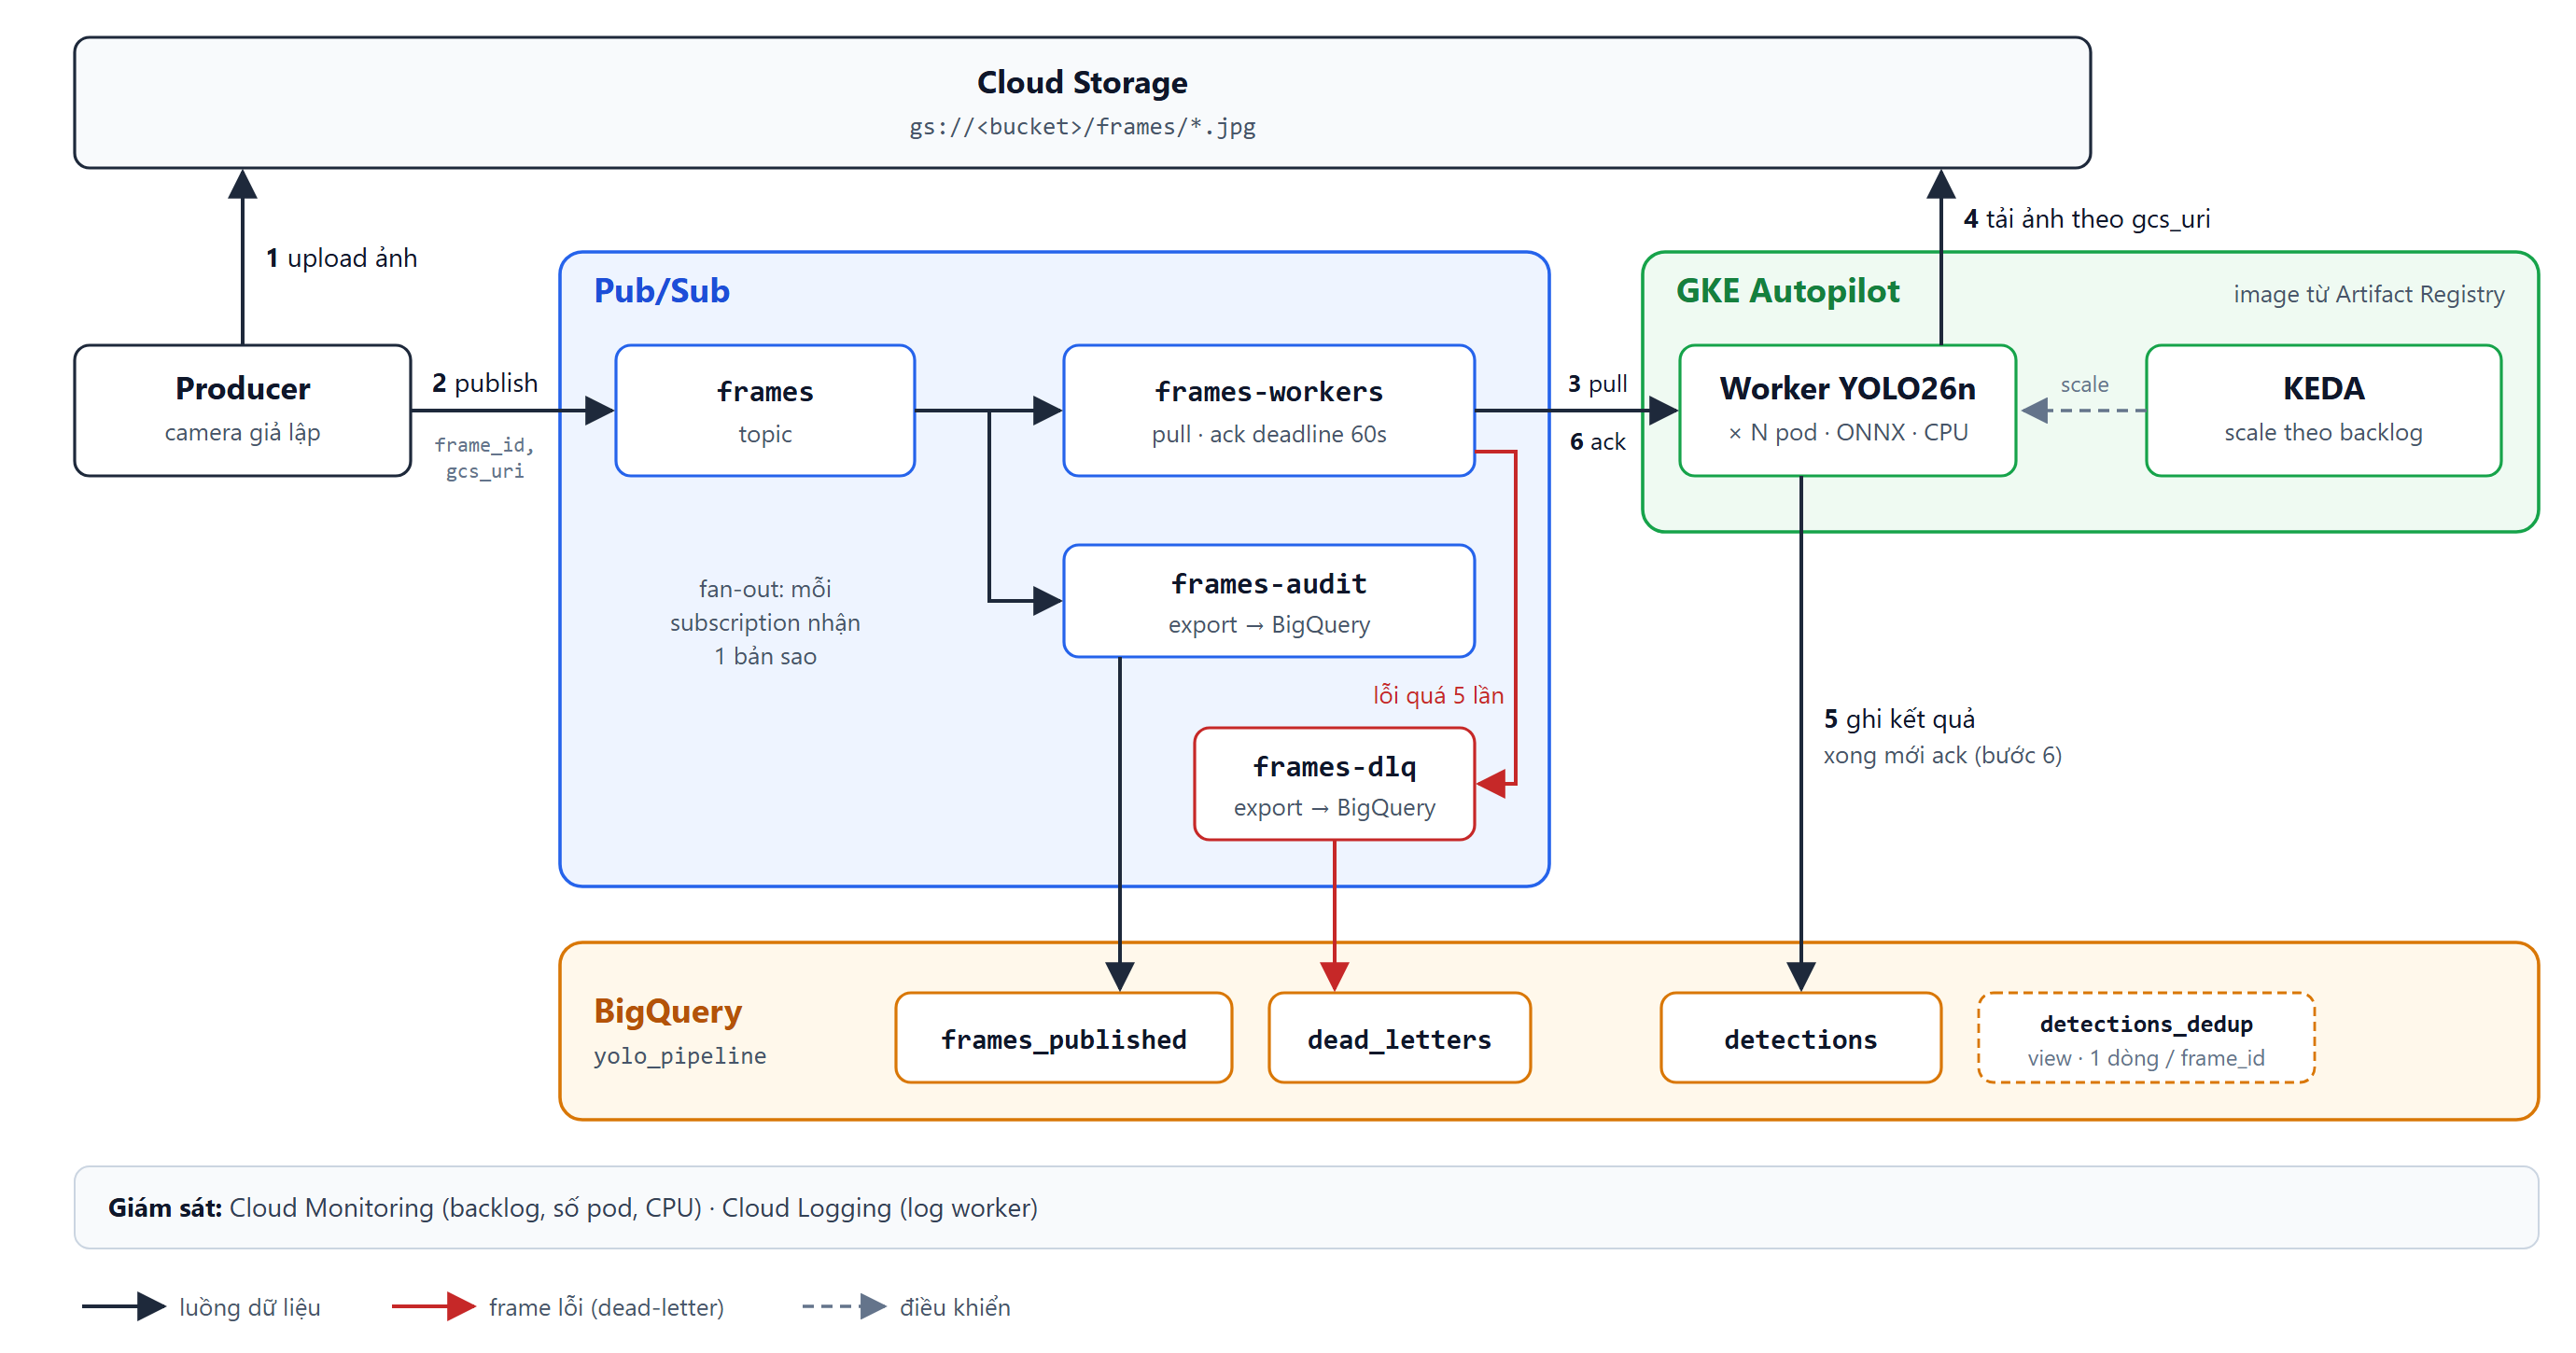 Cloud Storage
gs://<bucket>/frames/*.jpg
1 upload ảnh
4 tải ảnh theo gcs_uri
Pub/Sub
GKE Autopilot
image từ Artifact Registry
Producer
camera giả lập
2 publish
frame_id,
gcs_uri
frames
topic
frames-workers
pull · ack deadline 60s
3 pull
6 ack
Worker YOLO26n
× N pod · ONNX · CPU
scale
KEDA
scale theo backlog
fan-out: mỗi
subscription nhận
1 bản sao
frames-audit
export → BigQuery
lỗi quá 5 lần
frames-dlq
export → BigQuery
5 ghi kết quả
xong mới ack (bước 6)
BigQuery
yolo_pipeline
frames_published
dead_letters
detections
detections_dedup
view · 1 dòng / frame_id
Giám sát: Cloud Monitoring (backlog, số pod, CPU) · Cloud Logging (log worker)
luồng dữ liệu
frame lỗi (dead-letter)
điều khiển